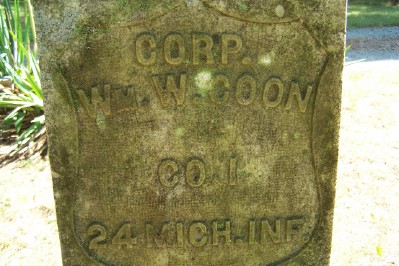 CORP.
WM. W. COON
CO. I
24 MICH. INF.